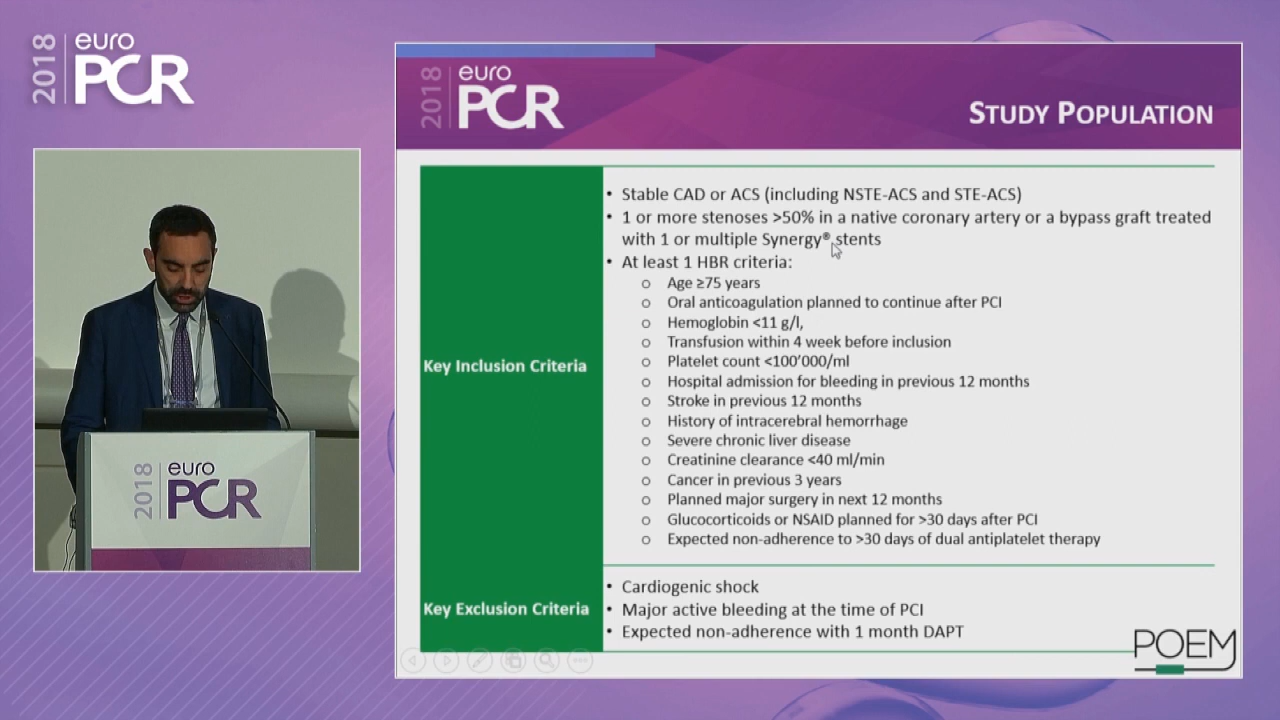 2018 euro PCR
2018 euro PCR
STUDY POPULATION
Key Inclusion Criteria
• Stable CAD or ACS (including NSTE-ACS and STE-ACS)
• 1 or more stenoses >50% in a native coronary artery or a bypass graft treated
with 1 or multiple Synergy® stents
• At least 1 HBR criteria:
o Age ≥75 years
o Oral anticoagulation planned to continue after PCI
o Hemoglobin <11 g/l,
o Transfusion within 4 week before inclusion
o Platelet count <100’000/ml
o Hospital admission for bleeding in previous 12 months
o Stroke in previous 12 months
o History of intracerebral hemorrhage
o Severe chronic liver disease
o Creatinine clearance <40 ml/min
o Cancer in previous 3 years
o Planned major surgery in next 12 months
o Glucocorticoids or NSAID planned for >30 days after PCI
o Expected non-adherence to >30 days of dual antiplatelet therapy
Key Exclusion Criteria
• Cardiogenic shock
• Major active bleeding at the time of PCI
• Expected non-adherence with 1 month DAPT
POEM
2018 euro PCR